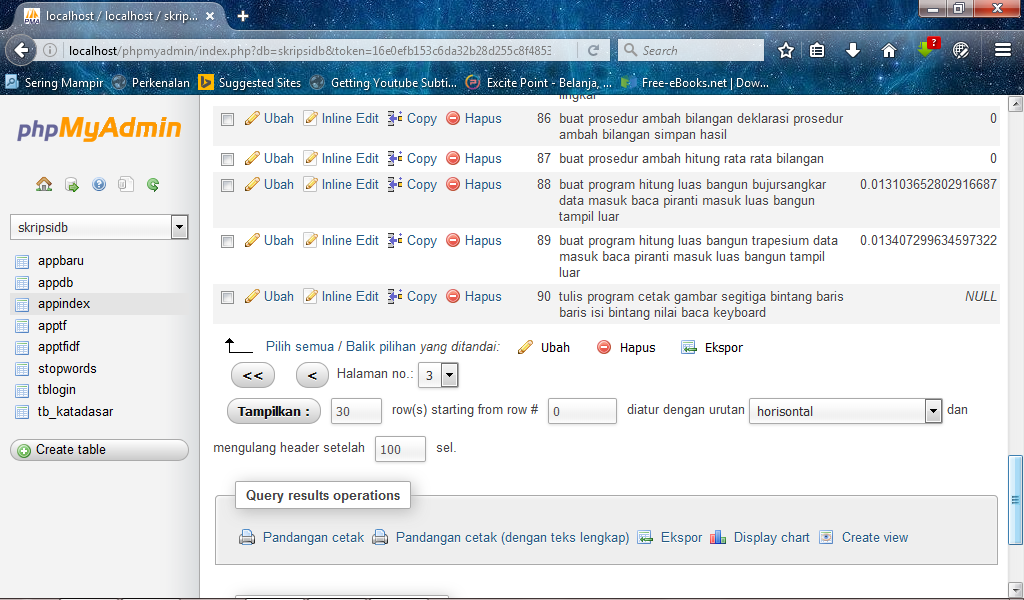 localhost / localhost / skrip...
localhost/phpmyadmin/index.php?db=skripsidb&token=16e0efb153c6da32b28d255c8f4853
Search
?
Sering Mampir
Perkenalan
Suggested Sites
Getting Youtube Subti...
Excite Point - Belanja, ...
Free-eBooks.net | Dow...
phpMyAdmin
skripsidb
appbaru
appdb
appindex
apptf
apptfidf
stopwords
tblogin
tb_katadasar
Create table
lingkar
Ubah Inline Edit Copy Hapus 86 buat prosedur ambah bilangan deklarasi prosedur 0
ambah bilangan simpan hasil
Ubah Inline Edit Copy Hapus 87 buat prosedur ambah hitung rata rata bilangan 0
Ubah Inline Edit Copy Hapus 88 buat program hitung luas bangun bujursangkar 0.013103652802916687
data masuk baca piranti masuk luas bangun
tampil luar
Ubah Inline Edit Copy Hapus 89 buat program hitung luas bangun trapesium data 0.013407299634597322
masuk baca piranti masuk luas bangun tampil
luar
Ubah Inline Edit Copy Hapus 90 tulis program cetak gambar segitiga bintang baris NULL
baris isi bintang nilai baca keyboard
Pilih semua / Balik pilihan yang ditandai: Ubah Hapus Ekspor
<< < Halaman no.: 3
Tampilkan : 30 row(s) starting from row # 0 diatur dengan urutan horisontal dan
mengulang header setelah 100 sel.
Query results operations
Pandangan cetak Pandangan cetak (dengan teks lengkap) Ekspor Display chart Create view